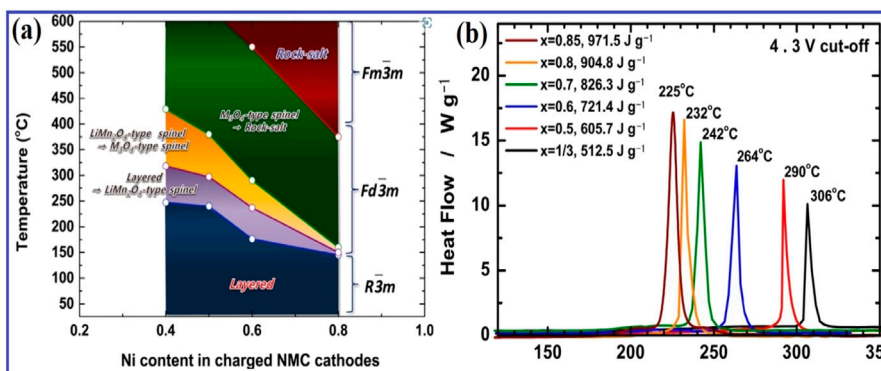 (a)
600
550
500
450
400
350
300
250
200
150
100
50
Temperature (°C)
Rock-salt
M₃O₄-type spinel
→ Rock-salt
LiMn₂O₄-type spinel
→ M₃O₄-type spinel
Layered
→ LiMn₂O₄-type spinel
Layered
Fm3̅m
Fd3̅m
R3̅m
0.0 0.2 0.4 0.6 0.8 1.0
Ni content in charged NMC cathodes
(b)
4 . 3 V cut-off
x=0.85, 971.5 J g⁻¹
x=0.8, 904.8 J g⁻¹
x=0.7, 826.3 J g⁻¹
x=0.6, 721.4 J g⁻¹
x=0.5, 605.7 J g⁻¹
x=1/3, 512.5 J g⁻¹
225°C
232°C
242°C
264°C
290°C
306°C
20
15
10
5
0
Heat Flow / W g⁻¹
150 200 250 300 35